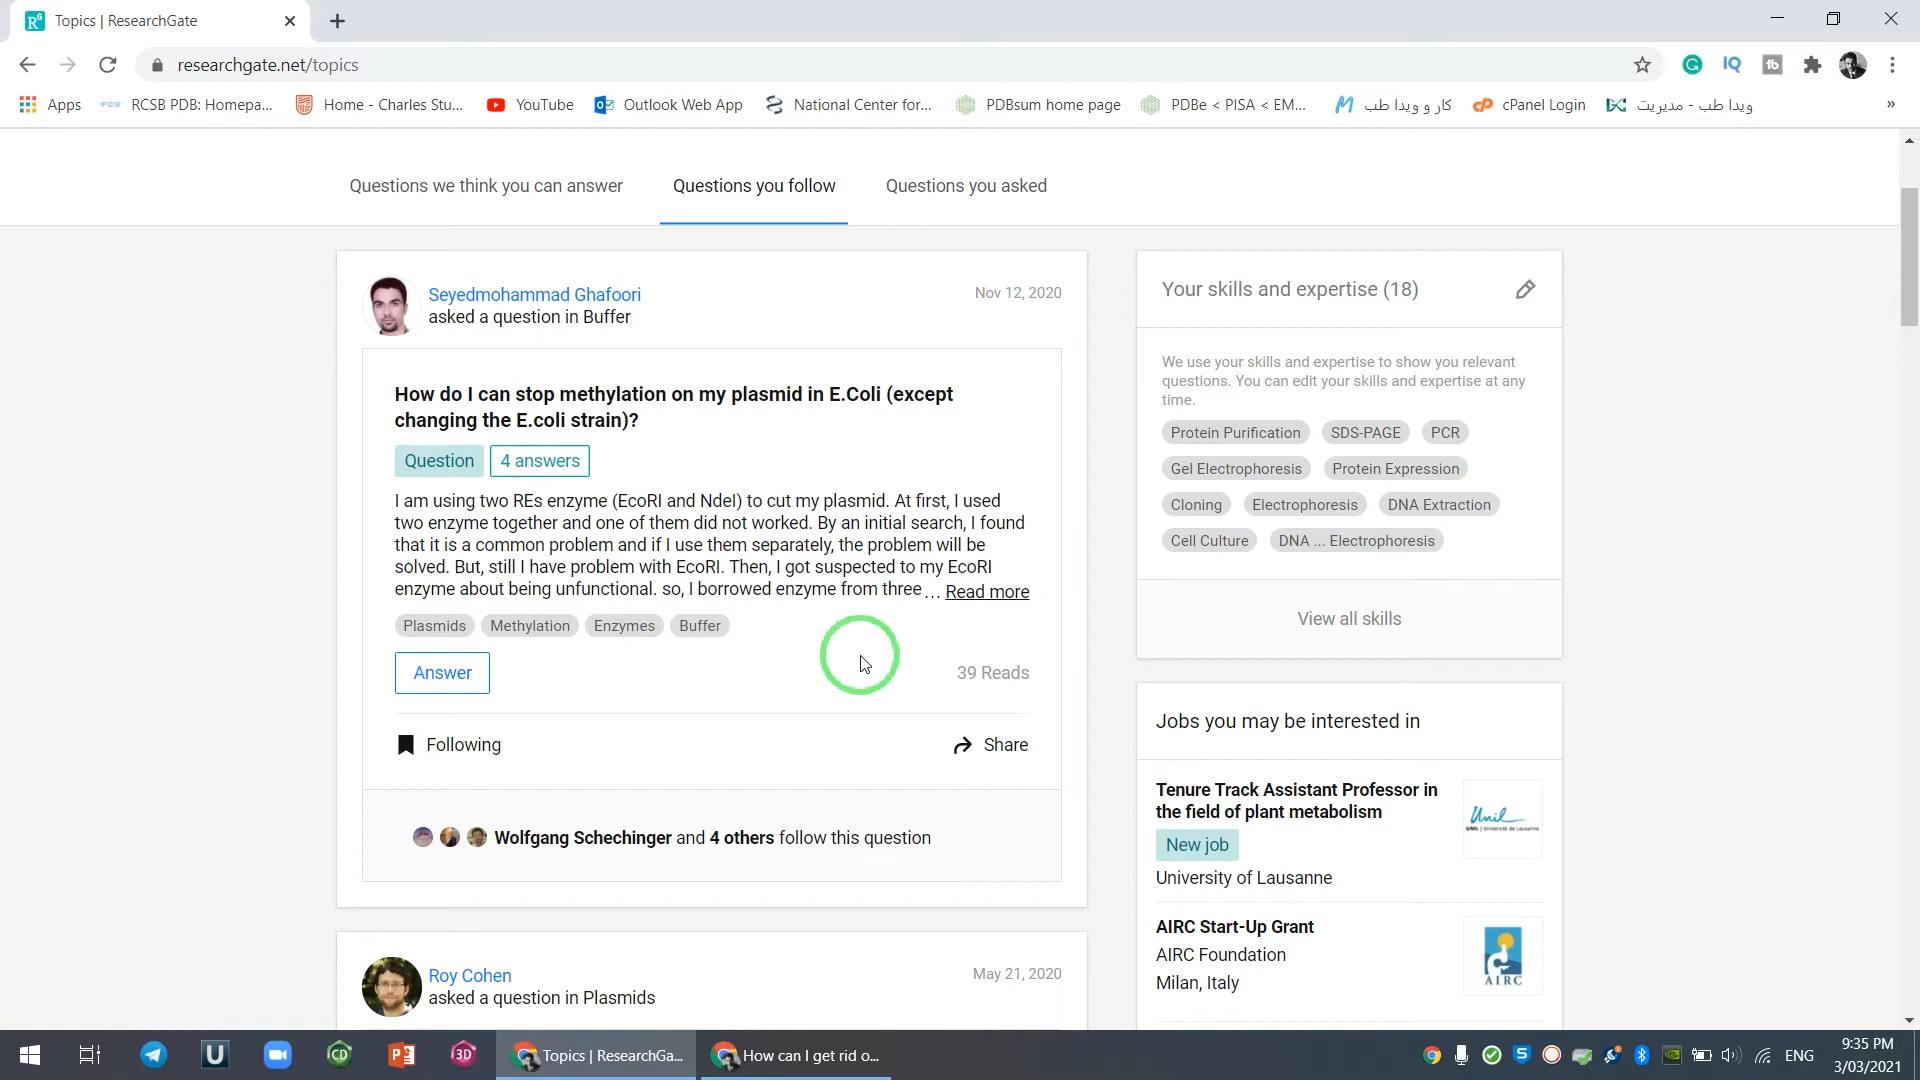 Topics | ResearchGate
researchgate.net/topics
Apps
RCSB PDB: Homepa...
Home - Charles Stu...
YouTube
Outlook Web App
National Center for...
PDBsum home page
PDBe < PISA < EM...
کار و ویدا طب
cPanel Login
ویدا طب - مدیریت
»
Questions we think you can answer
Questions you follow
Questions you asked
Seyedmohammad Ghafoori
asked a question in Buffer
Nov 12, 2020
How do I can stop methylation on my plasmid in E.Coli (except
changing the E.coli strain)?
Question
4 answers
I am using two REs enzyme (EcoRI and NdeI) to cut my plasmid. At first, I used
two enzyme together and one of them did not worked. By an initial search, I found
that it is a common problem and if I use them separately, the problem will be
solved. But, still I have problem with EcoRI. Then, I got suspected to my EcoRI
enzyme about being unfunctional. so, I borrowed enzyme from three ... Read more
Plasmids
Methylation
Enzymes
Buffer
Answer
39 Reads
Following
Share
Wolfgang Schechinger and 4 others follow this question
Roy Cohen
asked a question in Plasmids
May 21, 2020
Your skills and expertise (18)
We use your skills and expertise to show you relevant
questions. You can edit your skills and expertise at any
time.
Protein Purification
SDS-PAGE
PCR
Gel Electrophoresis
Protein Expression
Cloning
Electrophoresis
DNA Extraction
Cell Culture
DNA ... Electrophoresis
View all skills
Jobs you may be interested in
Tenure Track Assistant Professor in
the field of plant metabolism
New job
University of Lausanne
Unil
UNIL | Université de Lausanne
AIRC Start-Up Grant
AIRC Foundation
Milan, Italy
AIRC
Topics | ResearchGa...
How can I get rid o...
ENG
9:35 PM
3/03/2021